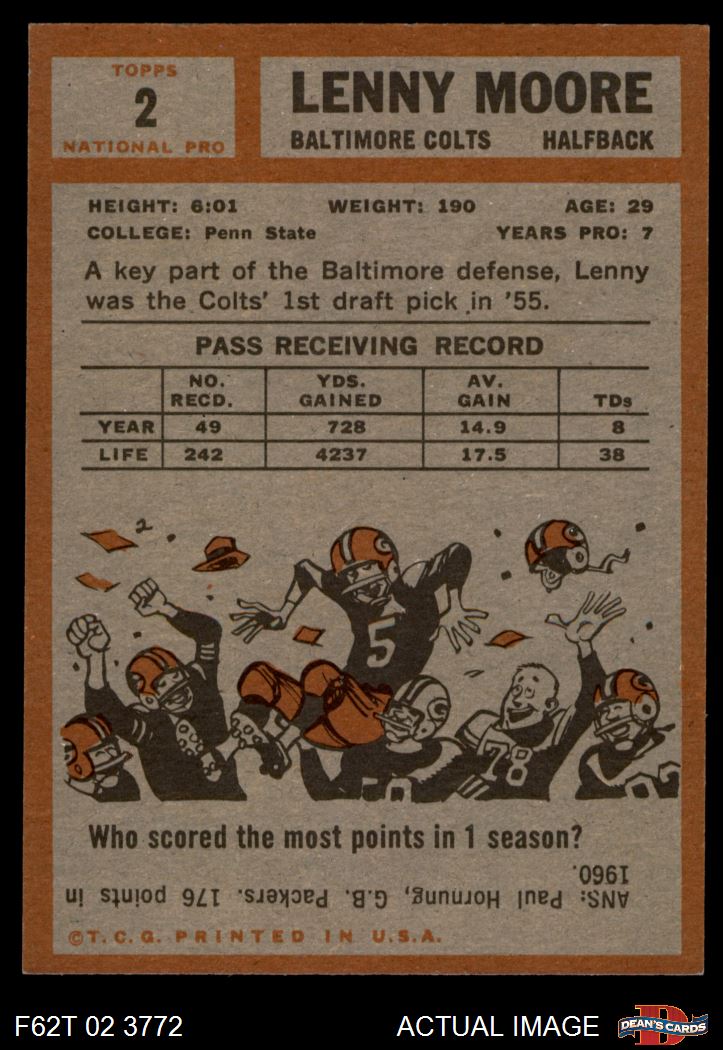 TOPPS
2
NATIONAL PRO
LENNY MOORE
BALTIMORE COLTS HALFBACK
HEIGHT: 6:01 WEIGHT: 190 AGE: 29
COLLEGE: Penn State YEARS PRO: 7
A key part of the Baltimore defense, Lenny
was the Colts' 1st draft pick in '55.
PASS RECEIVING RECORD
NO. RECD. YDS. GAINED AV. GAIN TDs
YEAR 49 728 14.9 8
LIFE 242 4237 17.5 38
5
78
Who scored the most points in 1 season?
ANS: Paul Hornung, G.B. Packers. 176 points in
1960.
©T.C.G. PRINTED IN U.S.A.
F62T 02 3772 ACTUAL IMAGE
D
DEAN'S CARDS